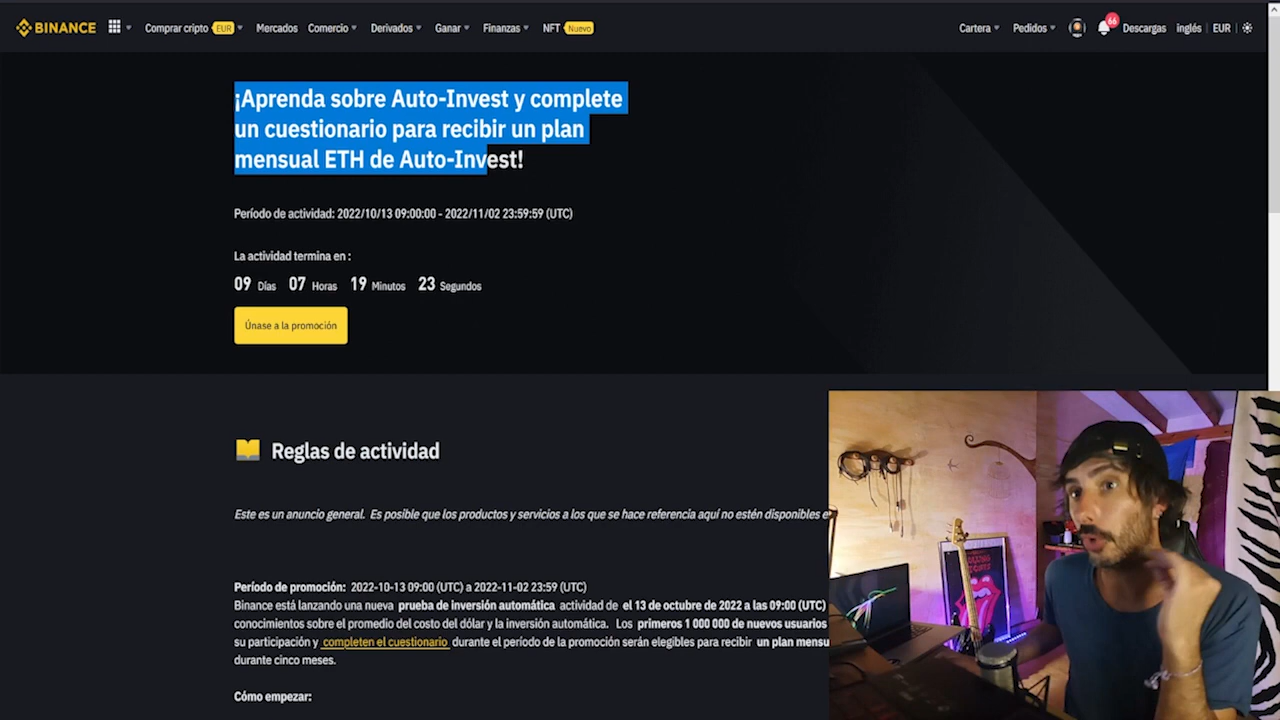 BINANCE Comprar cripto EUR Mercados Comercio Derivados Ganar Finanzas NFT Nuevo Cartera Pedidos 66 Descargas inglés EUR
¡Aprenda sobre Auto-Invest y complete
un cuestionario para recibir un plan
mensual ETH de Auto-Invest!
Período de actividad: 2022/10/13 09:00:00 - 2022/11/02 23:59:59 (UTC)
La actividad termina en :
09 Días 07 Horas 19 Minutos 23 Segundos
Únase a la promoción
Reglas de actividad
Este es un anuncio general. Es posible que los productos y servicios a los que se hace referencia aquí no estén disponibles e
Período de promoción: 2022-10-13 09:00 (UTC) a 2022-11-02 23:59 (UTC)
Binance está lanzando una nueva prueba de inversión automática actividad de el 13 de octubre de 2022 a las 09:00 (UTC)
conocimientos sobre el promedio del costo del dólar y la inversión automática. Los primeros 1 000 000 de nuevos usuarios
su participación y completen el cuestionario durante el período de la promoción serán elegibles para recibir un plan mensu
durante cinco meses.
Cómo empezar: